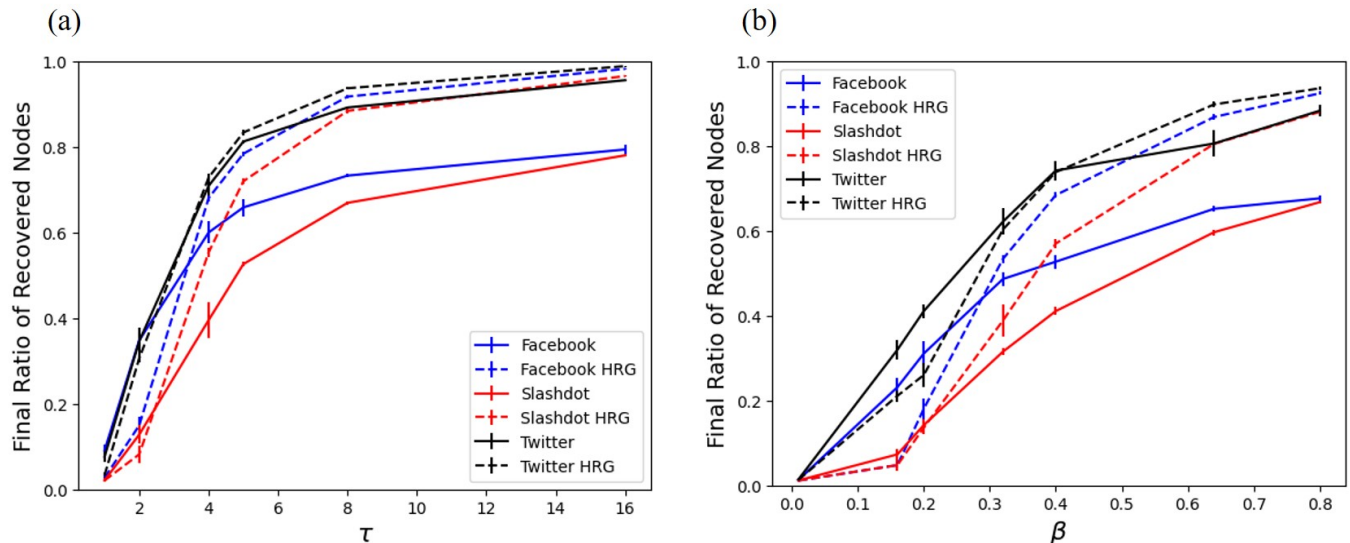 (a)
Final Ratio of Recovered Nodes
1.0
0.8
0.6
0.4
0.2
0.0
2 4 6 8 10 12 14 16
τ
Facebook
Facebook HRG
Slashdot
Slashdot HRG
Twitter
Twitter HRG
(b)
Final Ratio of Recovered Nodes
1.0
0.8
0.6
0.4
0.2
0.0
0.0 0.1 0.2 0.3 0.4 0.5 0.6 0.7 0.8
β
Facebook
Facebook HRG
Slashdot
Slashdot HRG
Twitter
Twitter HRG